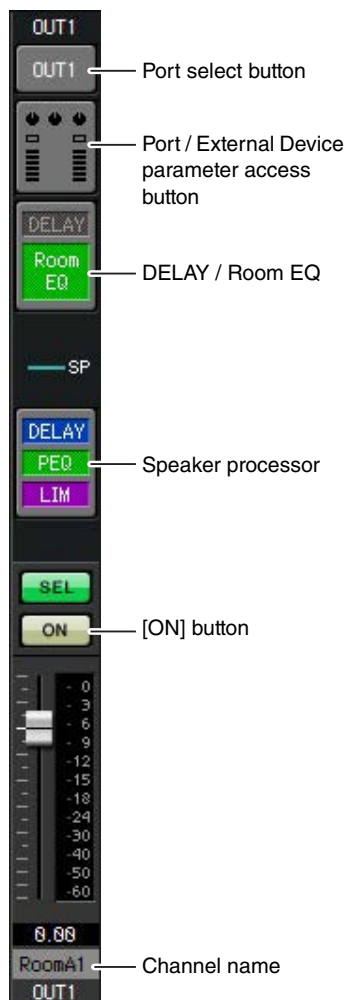 OUT1
OUT1
Port select button
Port / External Device
parameter access
button
DELAY
Room
EQ
DELAY / Room EQ
SP
DELAY
PEQ
LIM
Speaker processor
SEL
ON
[ON] button
0
3
6
9
-12
-15
-18
-24
-30
-40
-50
-60
0.00
RoomA1
Channel name
OUT1